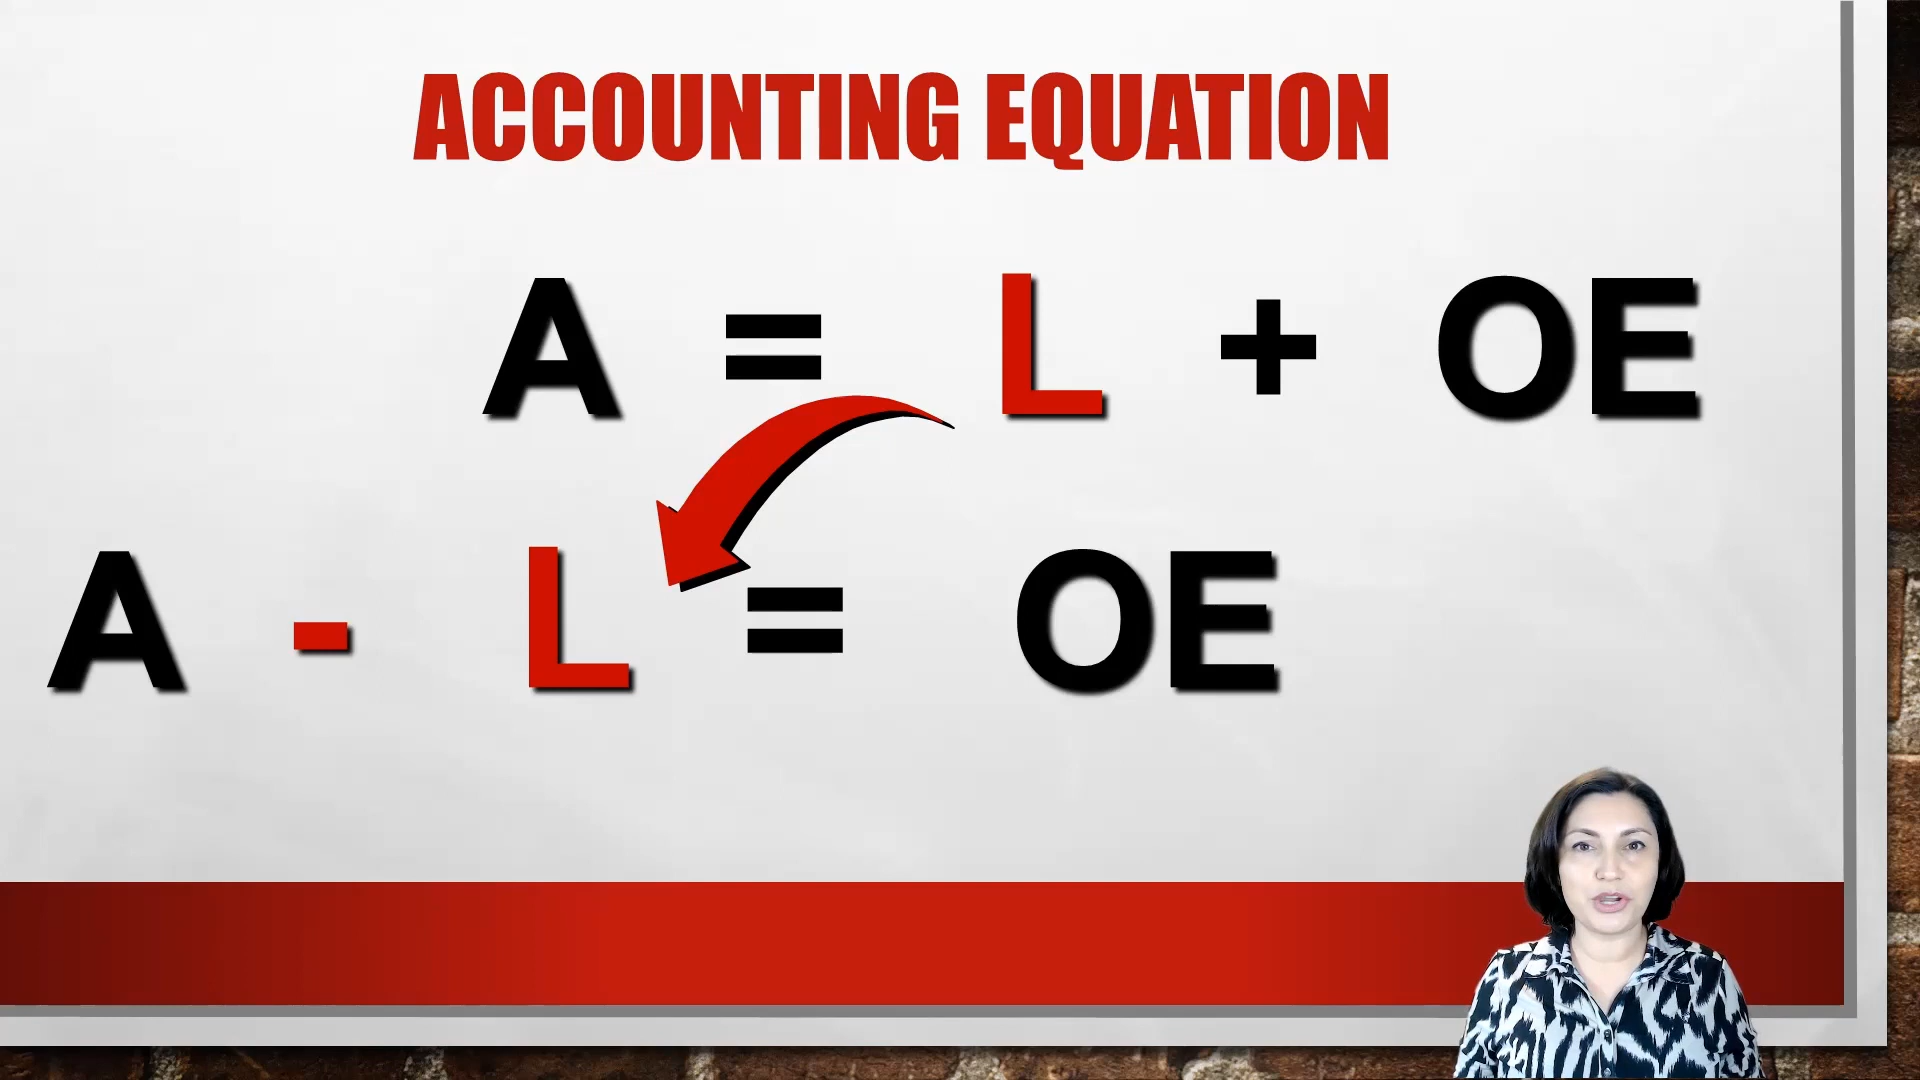 ACCOUNTING EQUATION
A = L + OE
A - L = OE